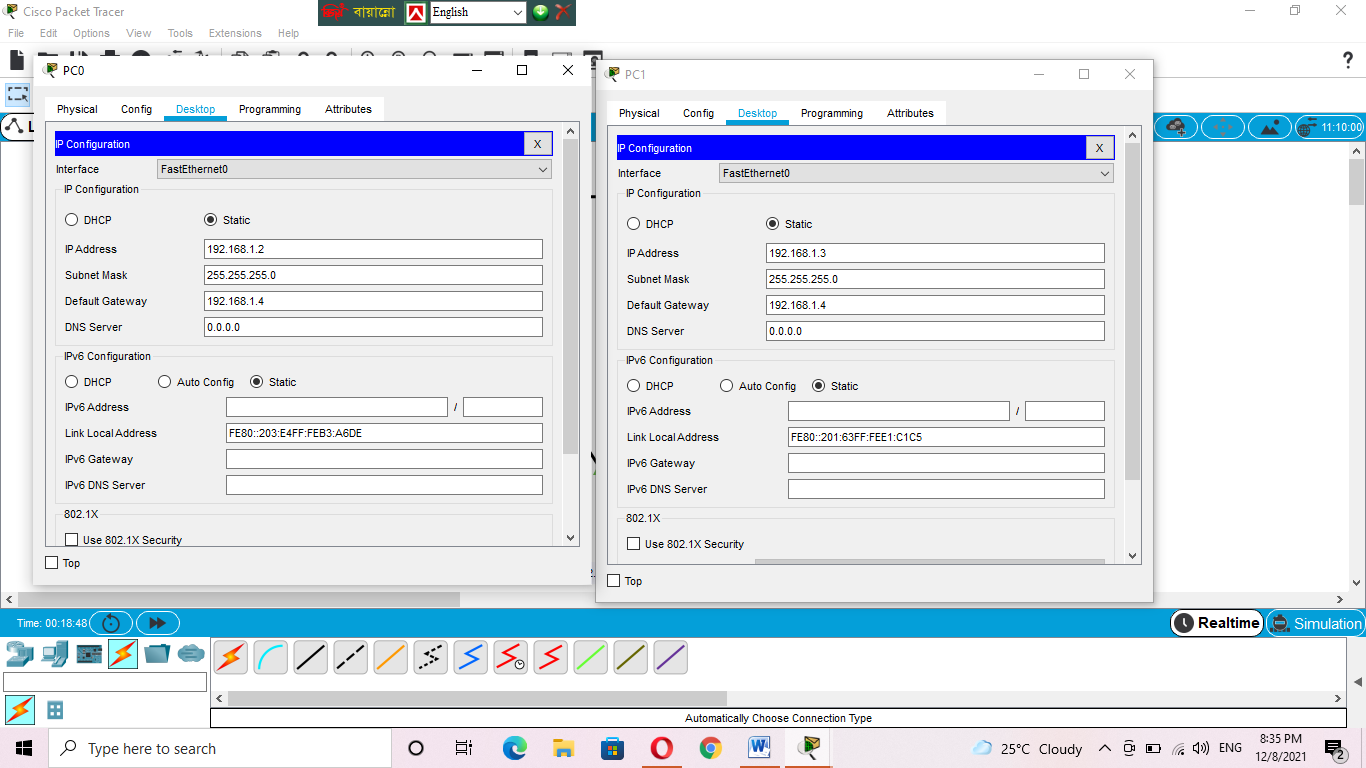 Cisco Packet Tracer
বায়ান্নো
English
File Edit Options View Tools Extensions Help
?
PC0
Physical Config Desktop Programming Attributes
IP Configuration X
Interface FastEthernet0
IP Configuration
DHCP Static
IP Address 192.168.1.2
Subnet Mask 255.255.255.0
Default Gateway 192.168.1.4
DNS Server 0.0.0.0
IPv6 Configuration
DHCP Auto Config Static
IPv6 Address /
Link Local Address FE80::203:E4FF:FEB3:A6DE
IPv6 Gateway
IPv6 DNS Server
802.1X
Use 802.1X Security
Top
PC1
Physical Config Desktop Programming Attributes
IP Configuration X
Interface FastEthernet0
IP Configuration
DHCP Static
IP Address 192.168.1.3
Subnet Mask 255.255.255.0
Default Gateway 192.168.1.4
DNS Server 0.0.0.0
IPv6 Configuration
DHCP Auto Config Static
IPv6 Address /
Link Local Address FE80::201:63FF:FEE1:C1C5
IPv6 Gateway
IPv6 DNS Server
802.1X
Use 802.1X Security
Top
11:10:00
Time: 00:18:48
Realtime Simulation
Automatically Choose Connection Type
Type here to search
25°C Cloudy
ENG
8:35 PM
12/8/2021
2